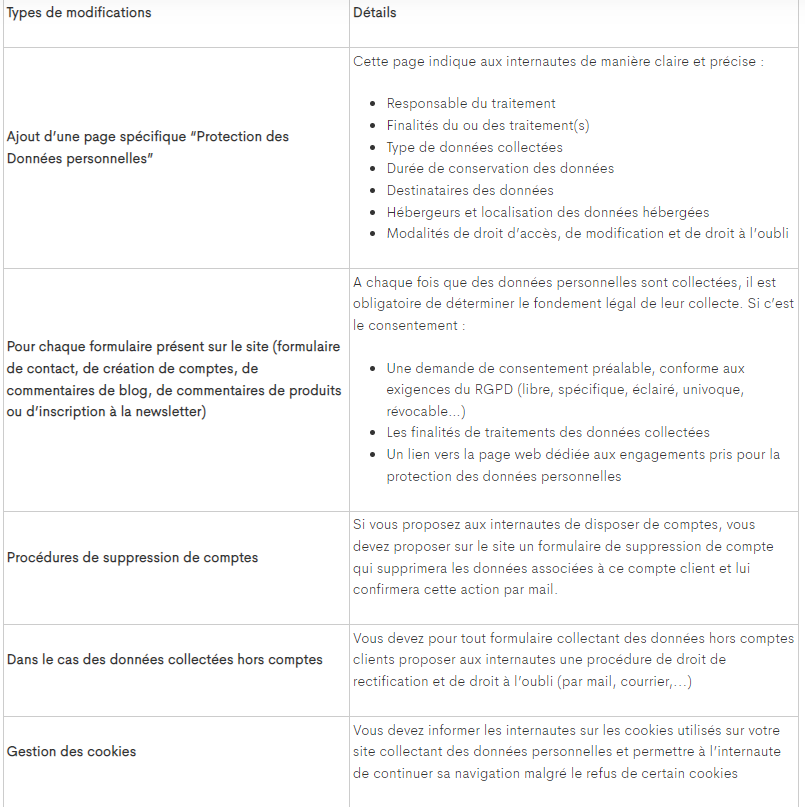 Types de modifications
Détails
Ajout d’une page spécifique “Protection des
Données personnelles”
Cette page indique aux internautes de manière claire et précise :
Responsable du traitement
Finalités du ou des traitement(s)
Type de données collectées
Durée de conservation des données
Destinataires des données
Hébergeurs et localisation des données hébergées
Modalités de droit d’accès, de modification et de droit à l’oubli
Pour chaque formulaire présent sur le site (formulaire
de contact, de création de comptes, de
commentaires de blog, de commentaires de produits
ou d’inscription à la newsletter)
A chaque fois que des données personnelles sont collectées, il est
obligatoire de déterminer le fondement légal de leur collecte. Si c’est
le consentement :
Une demande de consentement préalable, conforme aux
exigences du RGPD (libre, spécifique, éclairé, univoque,
révocable…)
Les finalités de traitements des données collectées
Un lien vers la page web dédiée aux engagements pris pour la
protection des données personnelles
Procédures de suppression de comptes
Si vous proposez aux internautes de disposer de comptes, vous
devez proposer sur le site un formulaire de suppression de compte
qui supprimera les données associées à ce compte client et lui
confirmera cette action par mail.
Dans le cas des données collectées hors comptes
Vous devez pour tout formulaire collectant des données hors comptes
clients proposer aux internautes une procédure de droit de
rectification et de droit à l’oubli (par mail, courrier,…)
Gestion des cookies
Vous devez informer les internautes sur les cookies utilisés sur votre
site collectant des données personnelles et permettre à l’internaute
de continuer sa navigation malgré le refus de certain cookies